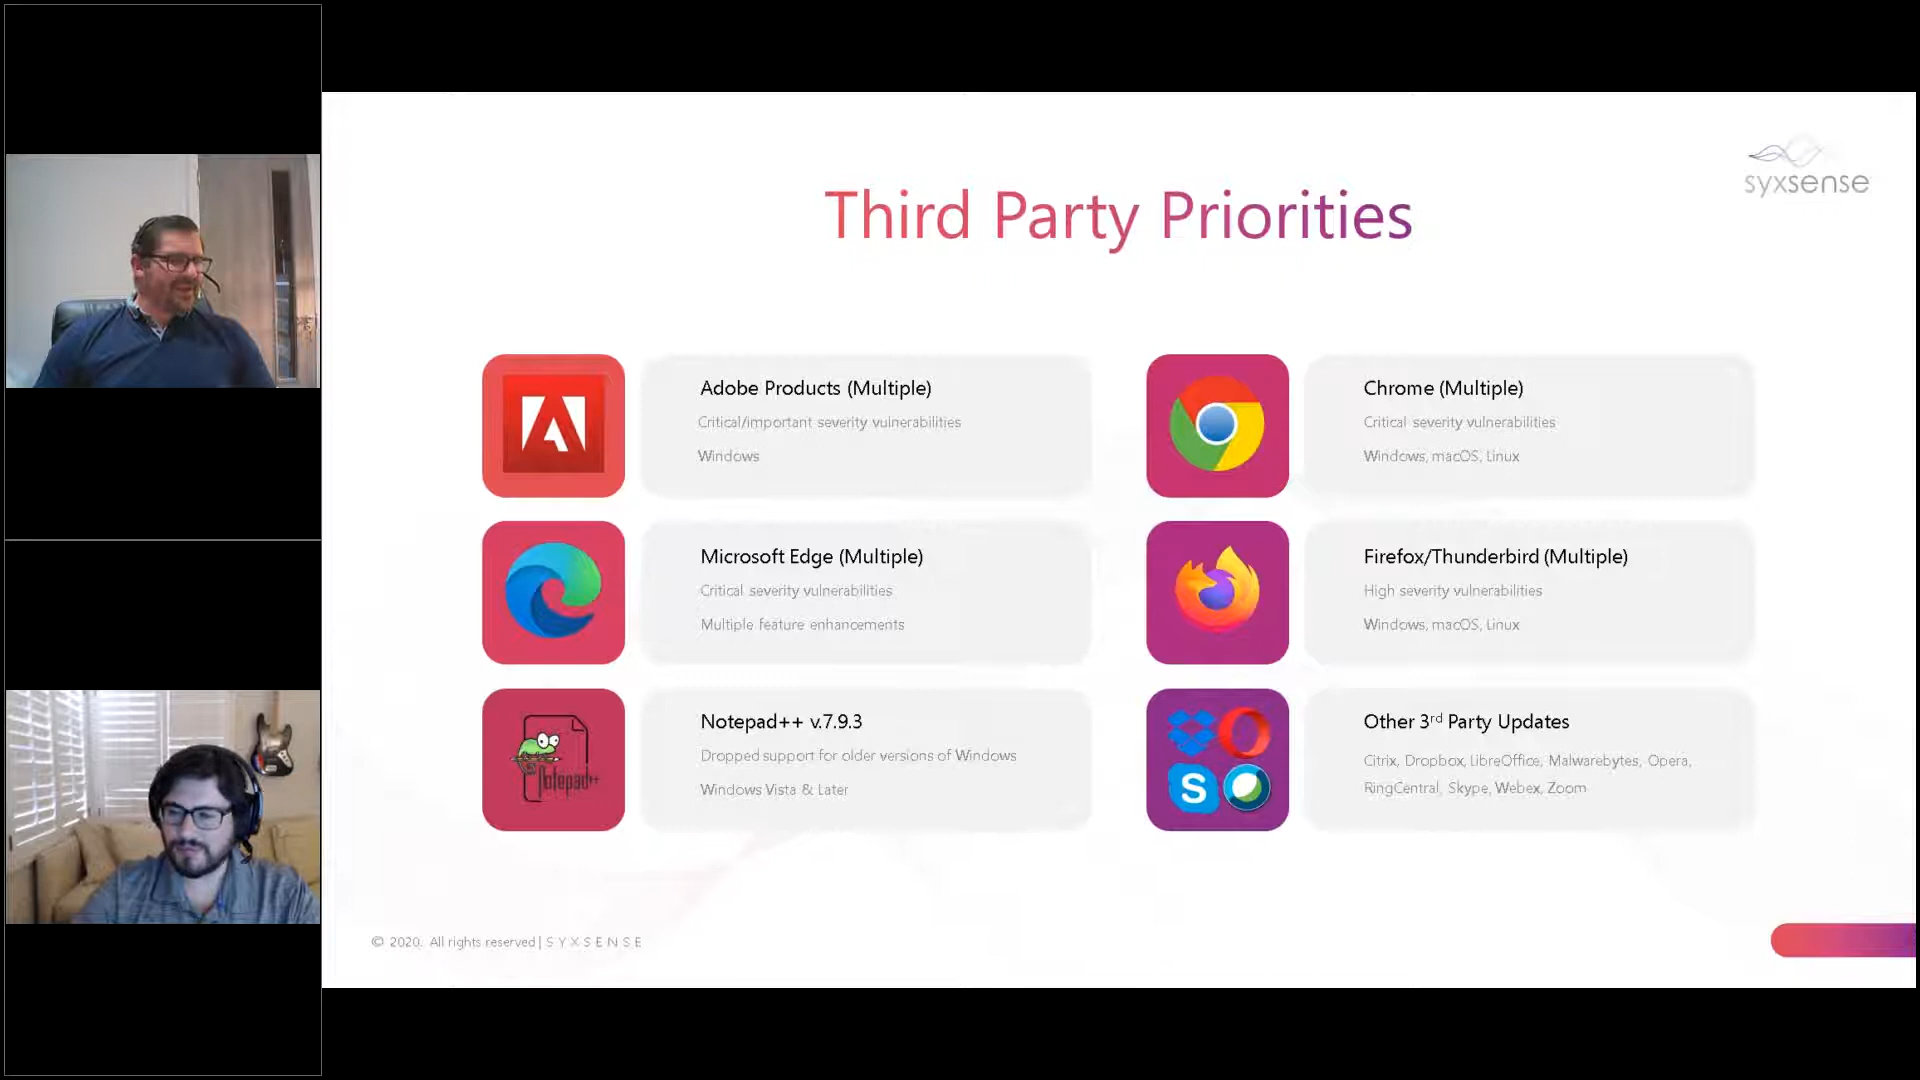 syxsense
Third Party Priorities
Adobe Products (Multiple)
Critical/important severity vulnerabilities
Windows
Chrome (Multiple)
Critical severity vulnerabilities
Windows, macOS, Linux
Microsoft Edge (Multiple)
Critical severity vulnerabilities
Multiple feature enhancements
Firefox/Thunderbird (Multiple)
High severity vulnerabilities
Windows, macOS, Linux
Notepad++
Notepad++ v.7.9.3
Dropped support for older versions of Windows
Windows Vista & Later
S
Other 3rd Party Updates
Citrix, Dropbox, LibreOffice, Malwarebytes, Opera,
RingCentral, Skype, Webex, Zoom
© 2020. All rights reserved | SYXSENSE